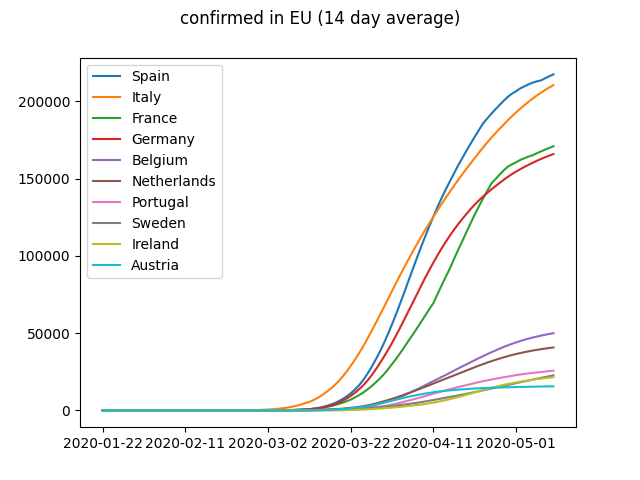 confirmed in EU (14 day average)
Spain
Italy
France
Germany
Belgium
Netherlands
Portugal
Sweden
Ireland
Austria
200000
150000
100000
50000
0
2020-01-22 2020-02-11 2020-03-02 2020-03-22 2020-04-11 2020-05-01